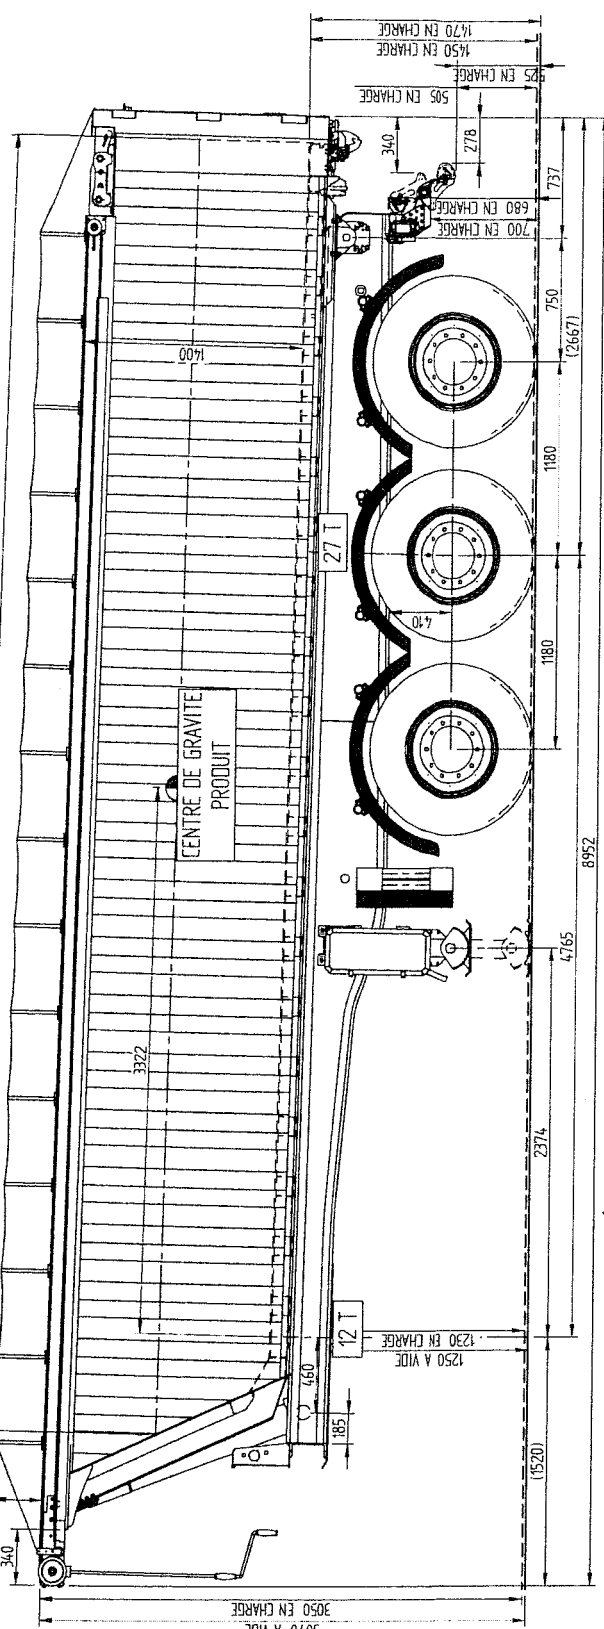 1470 EN CHARGE
1450 EN CHARGE
525 EN CHARGE
505 EN CHARGE
340
278
737
680 EN CHARGE
700 EN CHARGE
750
(2667)
1400
1180
27 T
410
1180
CENTRE DE GRAVITE
PRODUIT
8952
4765
3322
2374
12 T
1230 EN CHARGE
1250 A VIDE
460
185
(1520)
340
3050 EN CHARGE
A VIDE